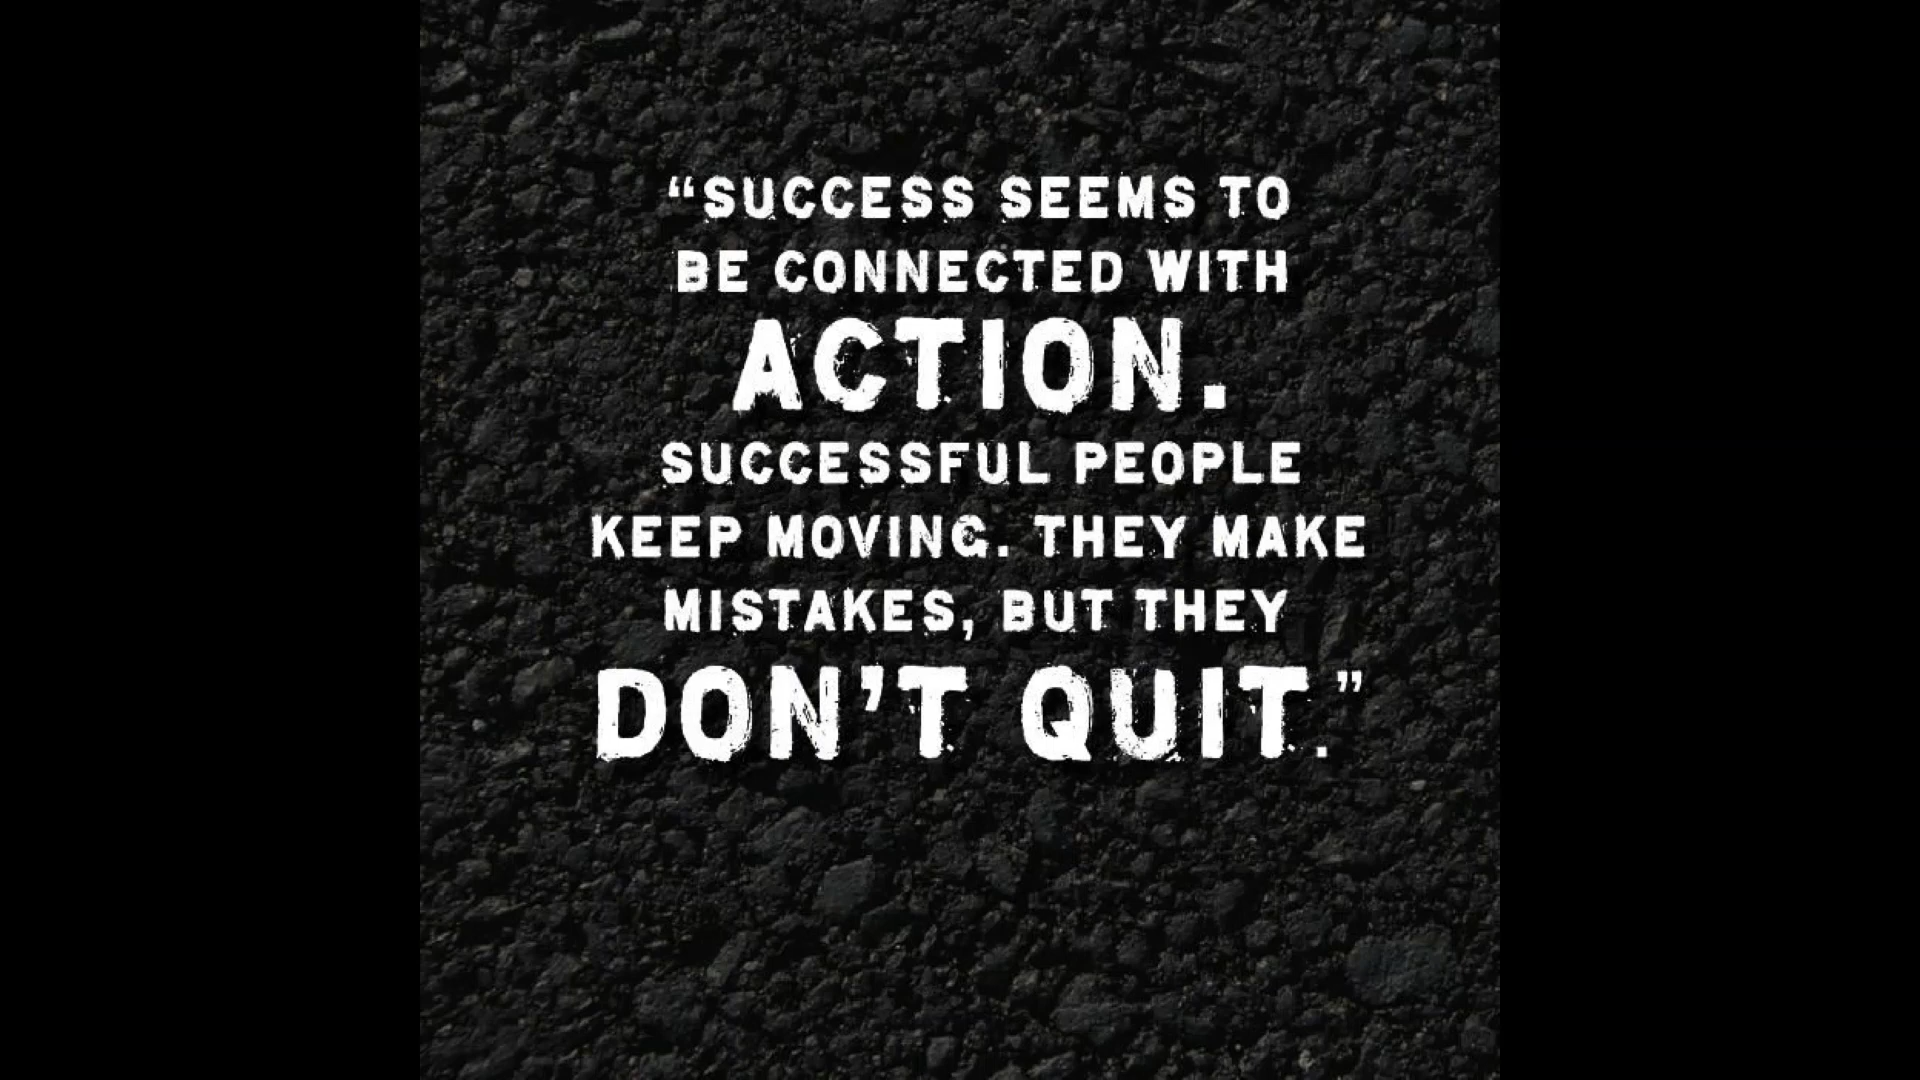 “SUCCESS SEEMS TO
BE CONNECTED WITH
ACTION.
SUCCESSFUL PEOPLE
KEEP MOVING. THEY MAKE
MISTAKES, BUT THEY
DON’T QUIT.”